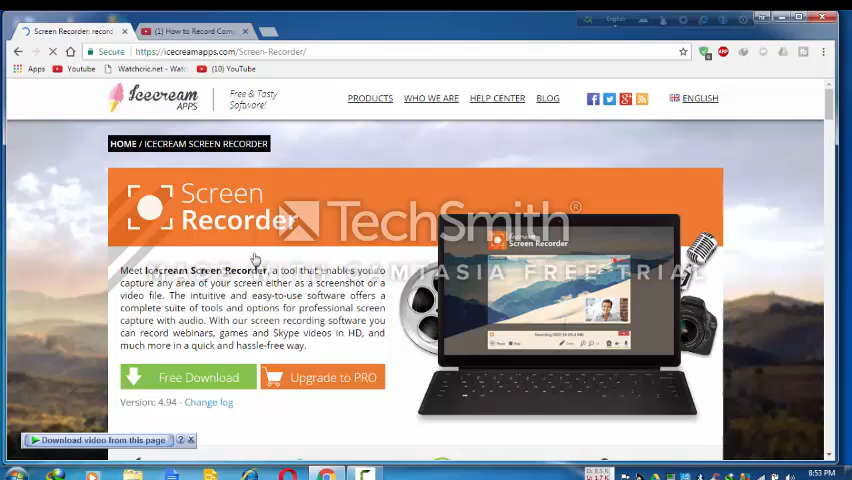 English
Screen Recorder: record
(1) How to Record Comp
Secure
https://icecreamapps.com/Screen-Recorder/
Apps
Youtube
Watchcric.net - Wat
(10) YouTube
Icecream
APPS
Free & Tasty
Software!
PRODUCTS
WHO WE ARE
HELP CENTER
BLOG
ENGLISH
HOME / ICECREAM SCREEN RECORDER
Screen
Recorder
TechSmith®
MADE WITH CAMTASIA FREE TRIAL
Screen Recorder
Meet Icecream Screen Recorder, a tool that enables you to
capture any area of your screen either as a screenshot or a
video file. The intuitive and easy-to-use software offers a
complete suite of tools and options for professional screen
capture with audio. With our screen recording software you
can record webinars, games and Skype videos in HD, and
much more in a quick and hassle-free way.
Free Download
Upgrade to PRO
Version: 4.94 - Change log
Download video from this page
?
8:53 PM